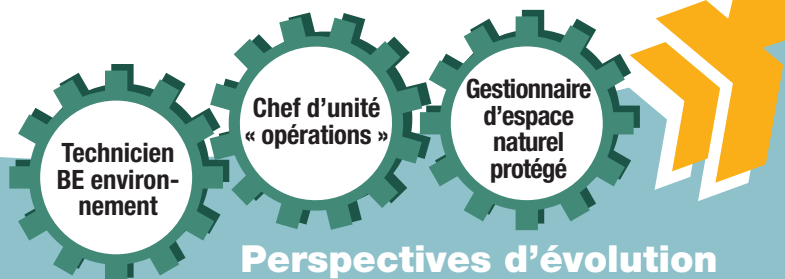 Technicien
BE environ-
nement
Chef d’unité
« opérations »
Gestionnaire
d’espace
naturel
protégé
Perspectives d’évolution